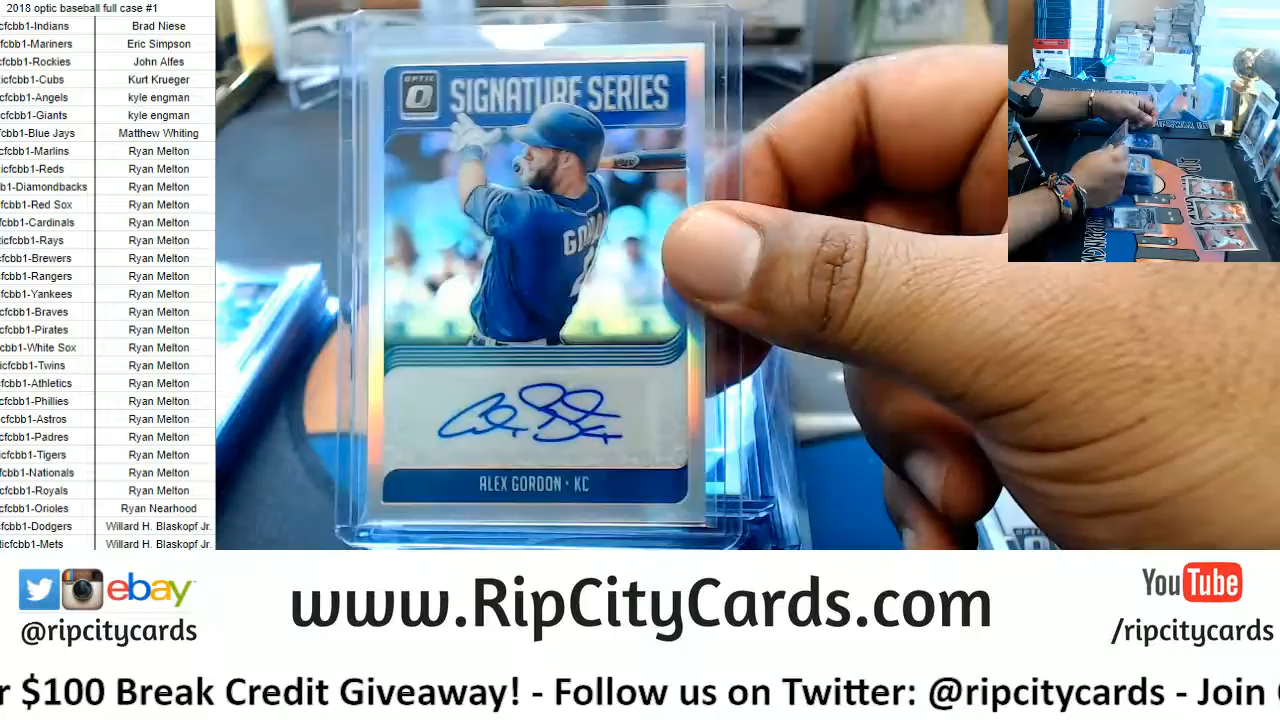 2018 optic baseball full case #1
cfcbb1-Indians Brad Niese
fcbb1-Mariners Eric Simpson
fcbb1-Rockies John Alfes
icfcbb1-Cubs Kurt Krueger
cfcbb1-Angels kyle engman
cfcbb1-Giants kyle engman
fcbb1-Blue Jays Matthew Whiting
cfcbb1-Marlins Ryan Melton
icfcbb1-Reds Ryan Melton
b1-Diamondbacks Ryan Melton
fcbb1-Red Sox Ryan Melton
cbb1-Cardinals Ryan Melton
icfcbb1-Rays Ryan Melton
cfcbb1-Brewers Ryan Melton
cfcbb1-Rangers Ryan Melton
cfcbb1-Yankees Ryan Melton
cfcbb1-Braves Ryan Melton
cfcbb1-Pirates Ryan Melton
cbb1-White Sox Ryan Melton
icfcbb1-Twins Ryan Melton
cfcbb1-Athletics Ryan Melton
cfcbb1-Phillies Ryan Melton
cfcbb1-Astros Ryan Melton
cfcbb1-Padres Ryan Melton
icfcbb1-Tigers Ryan Melton
fcbb1-Nationals Ryan Melton
cfcbb1-Royals Ryan Melton
cfcbb1-Orioles Ryan Nearhood
fcbb1-Dodgers Willard H. Blaskopf Jr.
icfcbb1-Mets Willard H. Blaskopf Jr.
OPTIC
SIGNATURE SERIES
ALEX GORDON • KC
ebay
@ripcitycards
www.RipCityCards.com
YouTube
/ripcitycards
r $100 Break Credit Giveaway! - Follow us on Twitter: @ripcitycards - Join